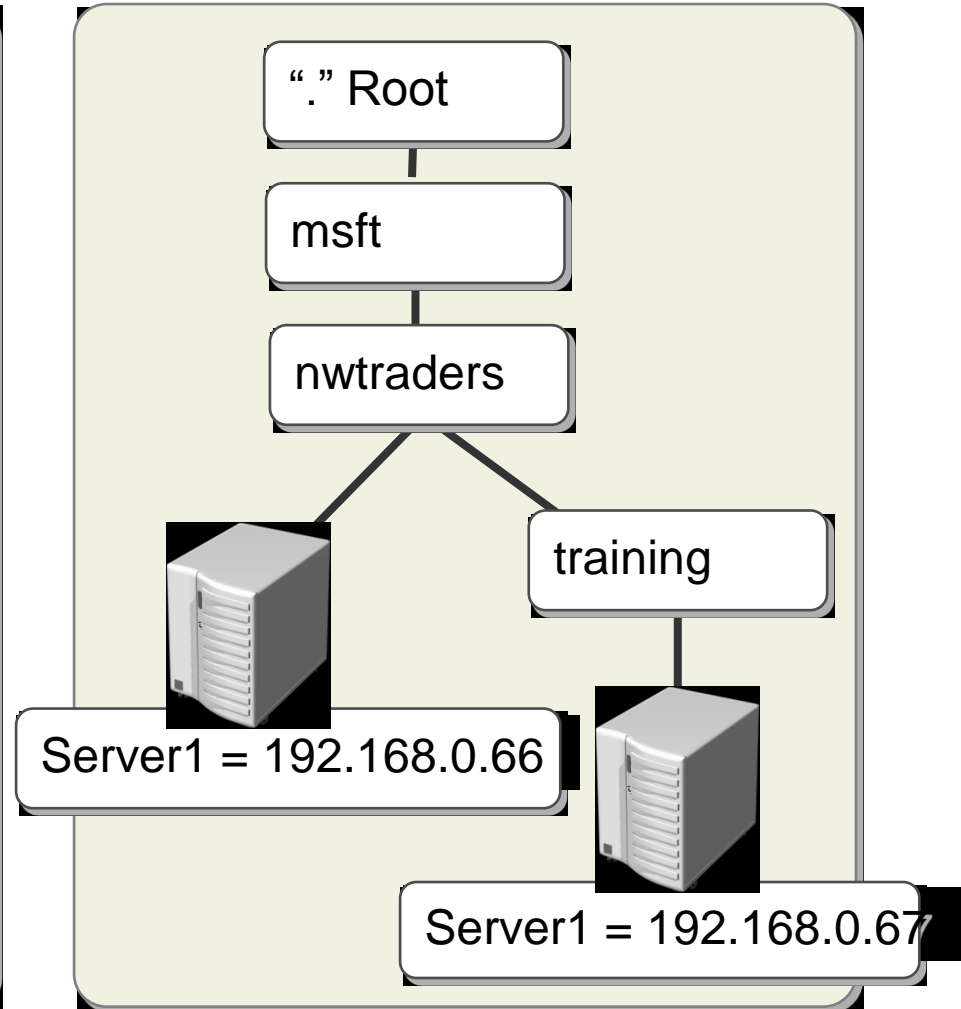 “.” Root
msft
nwtraders
training
Server1 = 192.168.0.66
Server1 = 192.168.0.67